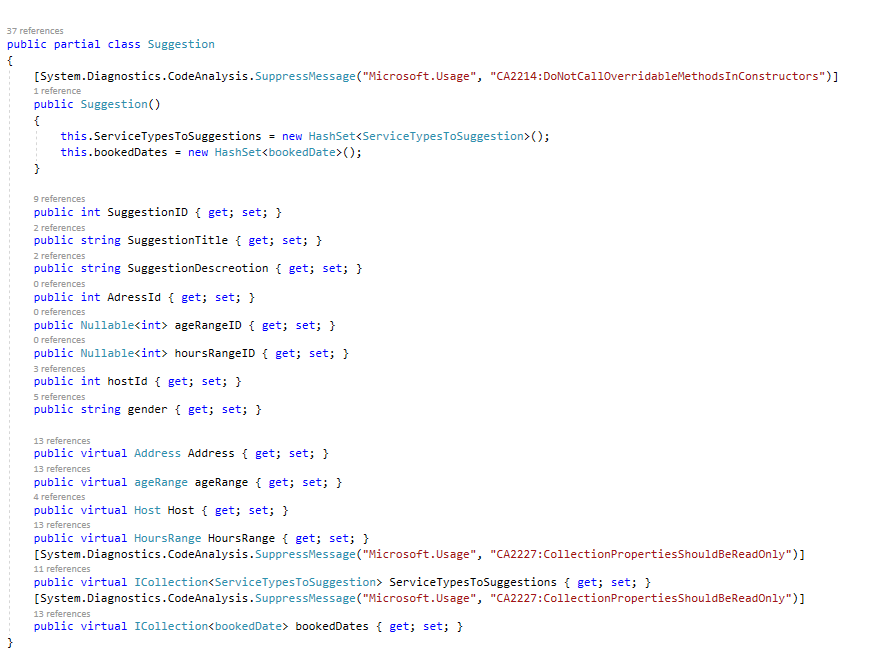 37 references
public partial class Suggestion
{
[System.Diagnostics.CodeAnalysis.SuppressMessage("Microsoft.Usage", "CA2214:DoNotCallOverridableMethodsInConstructors")]
1 reference
public Suggestion()
{
this.ServiceTypesToSuggestions = new HashSet<ServiceTypesToSuggestion>();
this.bookedDates = new HashSet<bookedDate>();
}
9 references
public int SuggestionID { get; set; }
2 references
public string SuggestionTitle { get; set; }
2 references
public string SuggestionDescreotion { get; set; }
0 references
public int AdressId { get; set; }
0 references
public Nullable<int> ageRangeID { get; set; }
0 references
public Nullable<int> hoursRangeID { get; set; }
3 references
public int hostId { get; set; }
5 references
public string gender { get; set; }
13 references
public virtual Address Address { get; set; }
13 references
public virtual ageRange ageRange { get; set; }
4 references
public virtual Host Host { get; set; }
13 references
public virtual HoursRange HoursRange { get; set; }
[System.Diagnostics.CodeAnalysis.SuppressMessage("Microsoft.Usage", "CA2227:CollectionPropertiesShouldBeReadOnly")]
11 references
public virtual ICollection<ServiceTypesToSuggestion> ServiceTypesToSuggestions { get; set; }
[System.Diagnostics.CodeAnalysis.SuppressMessage("Microsoft.Usage", "CA2227:CollectionPropertiesShouldBeReadOnly")]
13 references
public virtual ICollection<bookedDate> bookedDates { get; set; }
}